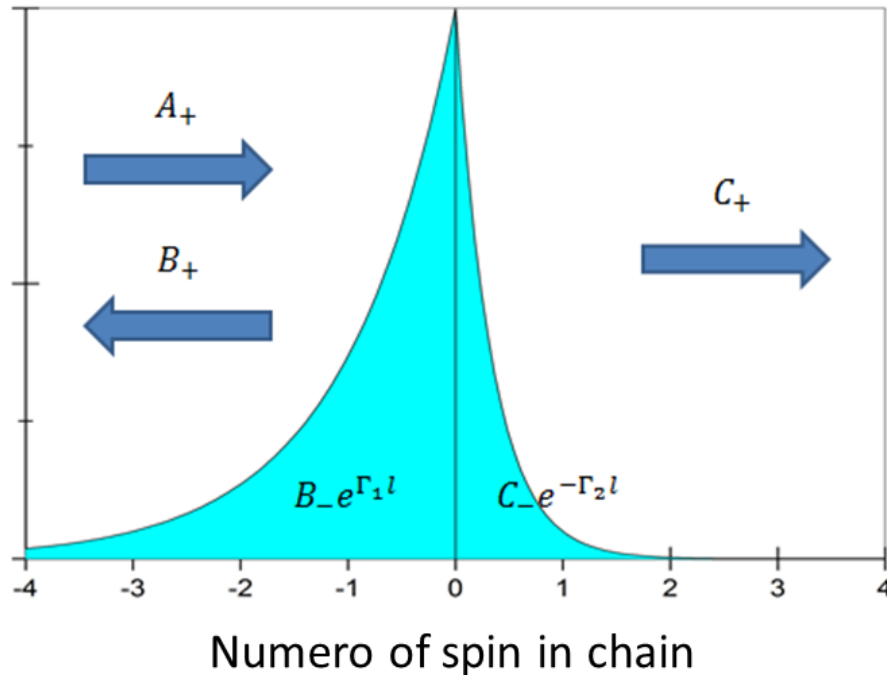 A₊
B₊
C₊
B₋e^{Γ₁l}
C₋e^{-Γ₂l}
-4 -3 -2 -1 0 1 2 3 4
Numero of spin in chain